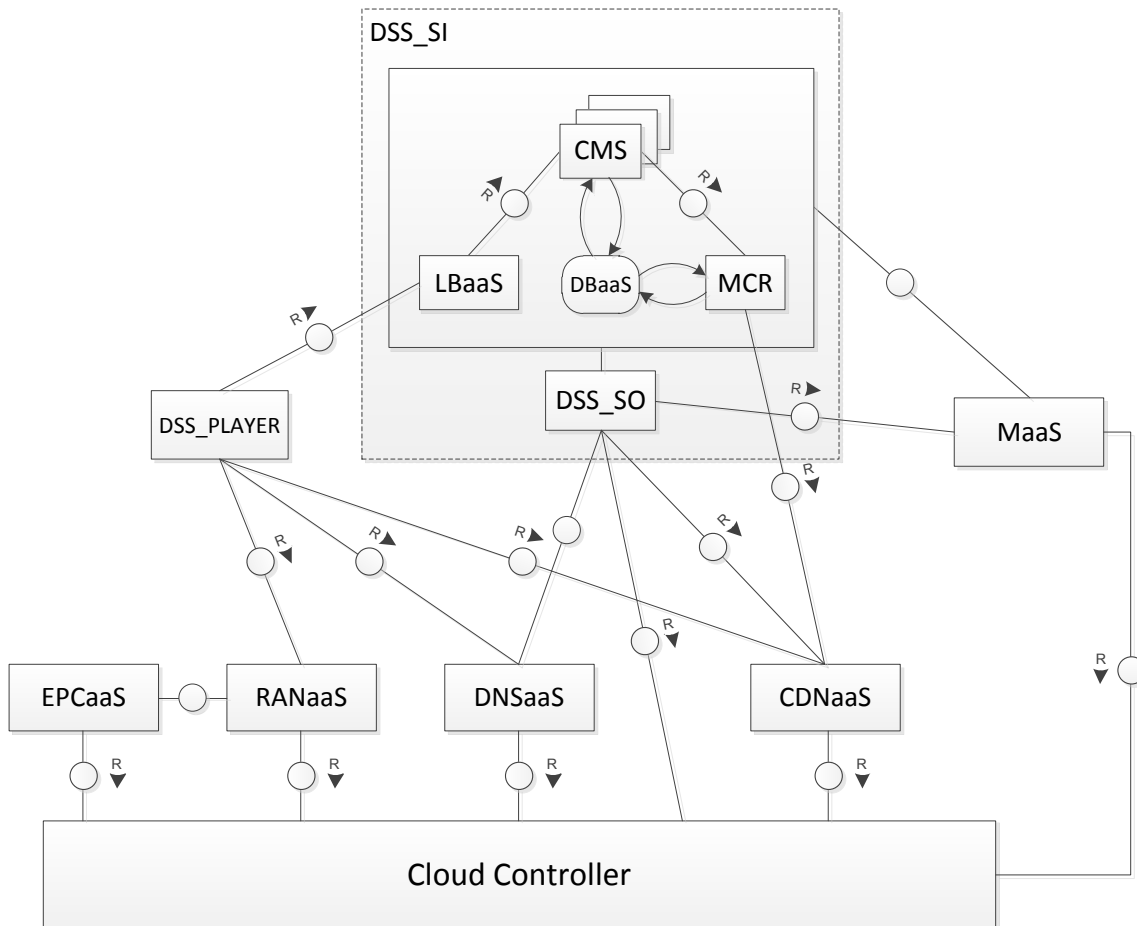 DSS_SI
CMS
R
R
LBaaS
DBaaS
MCR
R
DSS_PLAYER
DSS_SO
R
MaaS
R
R
R
R
R
R
R
EPCaaS
RANaaS
DNSaaS
CDNaaS
R
R
R
R
Cloud Controller